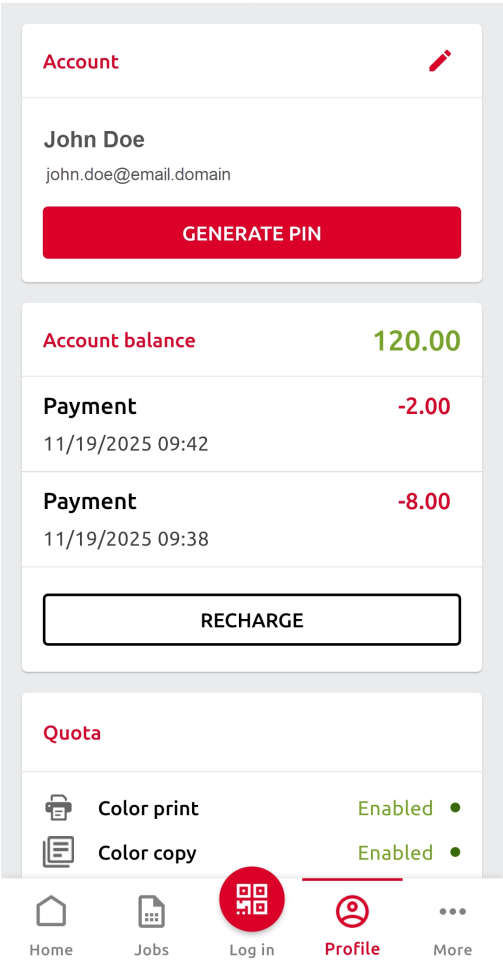 Account
John Doe
john.doe@email.domain
GENERATE PIN
Account balance 120.00
Payment -2.00
11/19/2025 09:42
Payment -8.00
11/19/2025 09:38
RECHARGE
Quota
Color print Enabled
Color copy Enabled
Home Jobs Log in Profile More